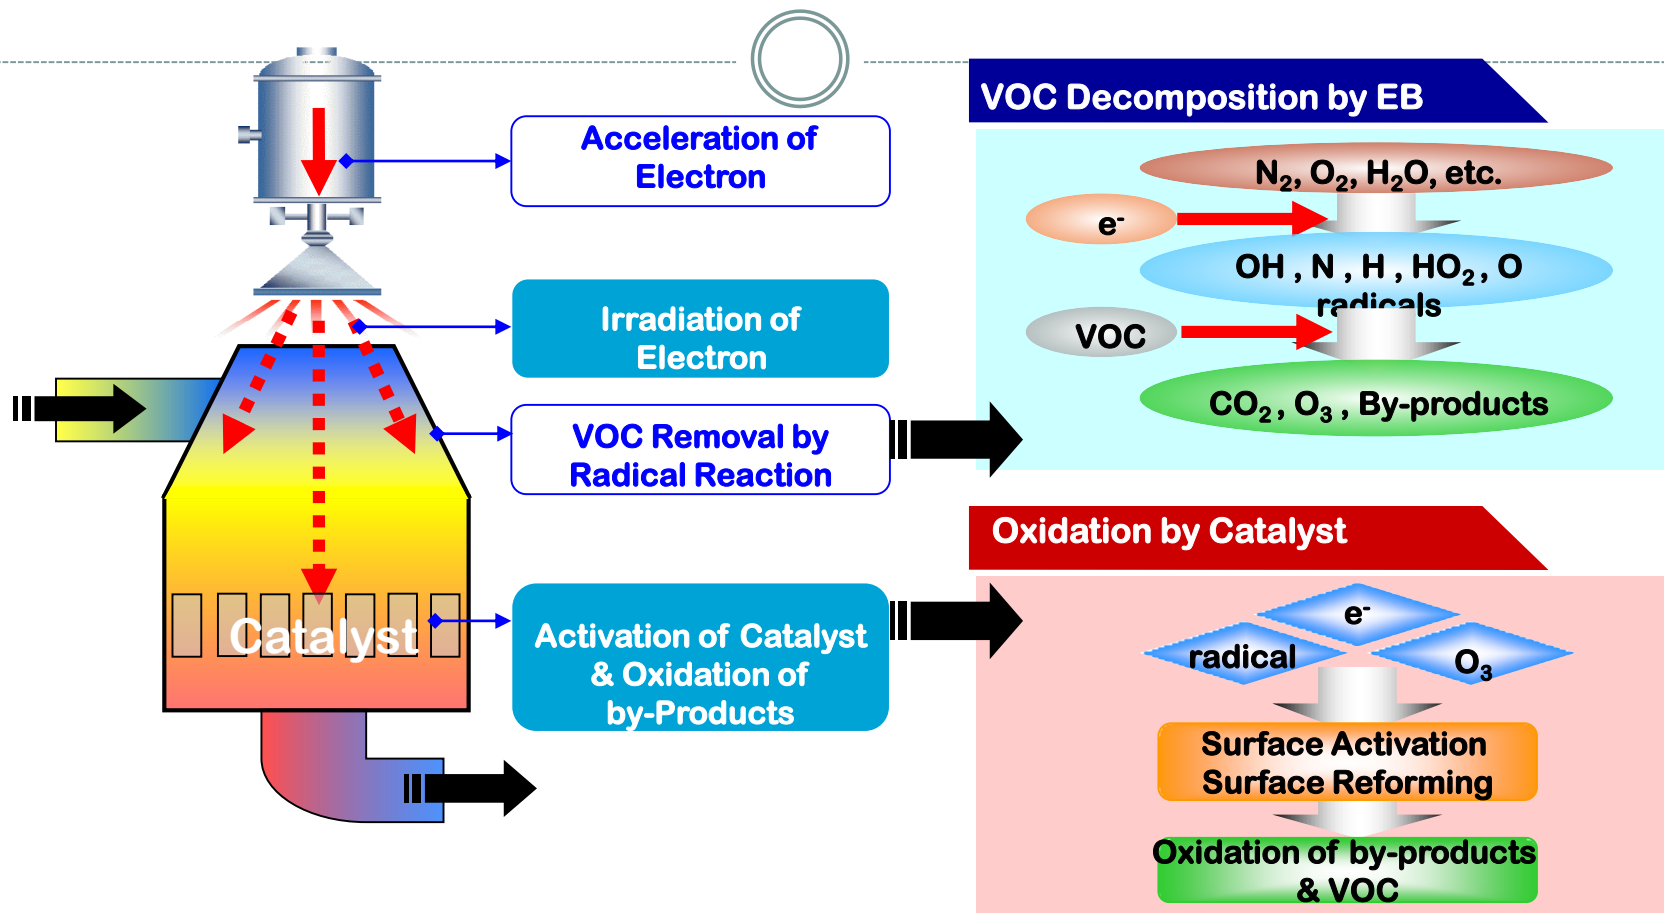 Acceleration of
Electron
Irradiation of
Electron
VOC Removal by
Radical Reaction
Catalyst
Activation of Catalyst
& Oxidation of
by-Products
VOC Decomposition by EB
N₂, O₂, H₂O, etc.
e⁻
OH , N , H , HO₂ , O
radicals
VOC
CO₂ , O₃ , By-products
Oxidation by Catalyst
e⁻
radical
O₃
Surface Activation
Surface Reforming
Oxidation of by-products
& VOC